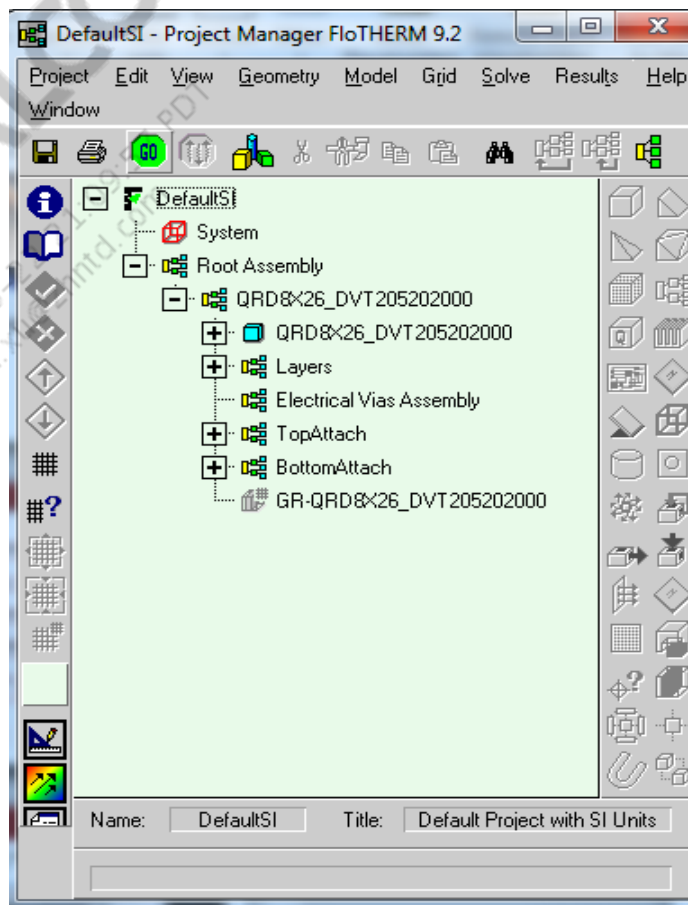 DefaultSI - Project Manager FloTHERM 9.2
Project Edit View Geometry Model Grid Solve Results Help
Window
GO
DefaultSI
System
Root Assembly
QRD8X26_DVT205202000
QRD8X26_DVT205202000
Layers
Electrical Vias Assembly
TopAttach
BottomAttach
GR-QRD8X26_DVT205202000
Name: DefaultSI Title: Default Project with SI Units